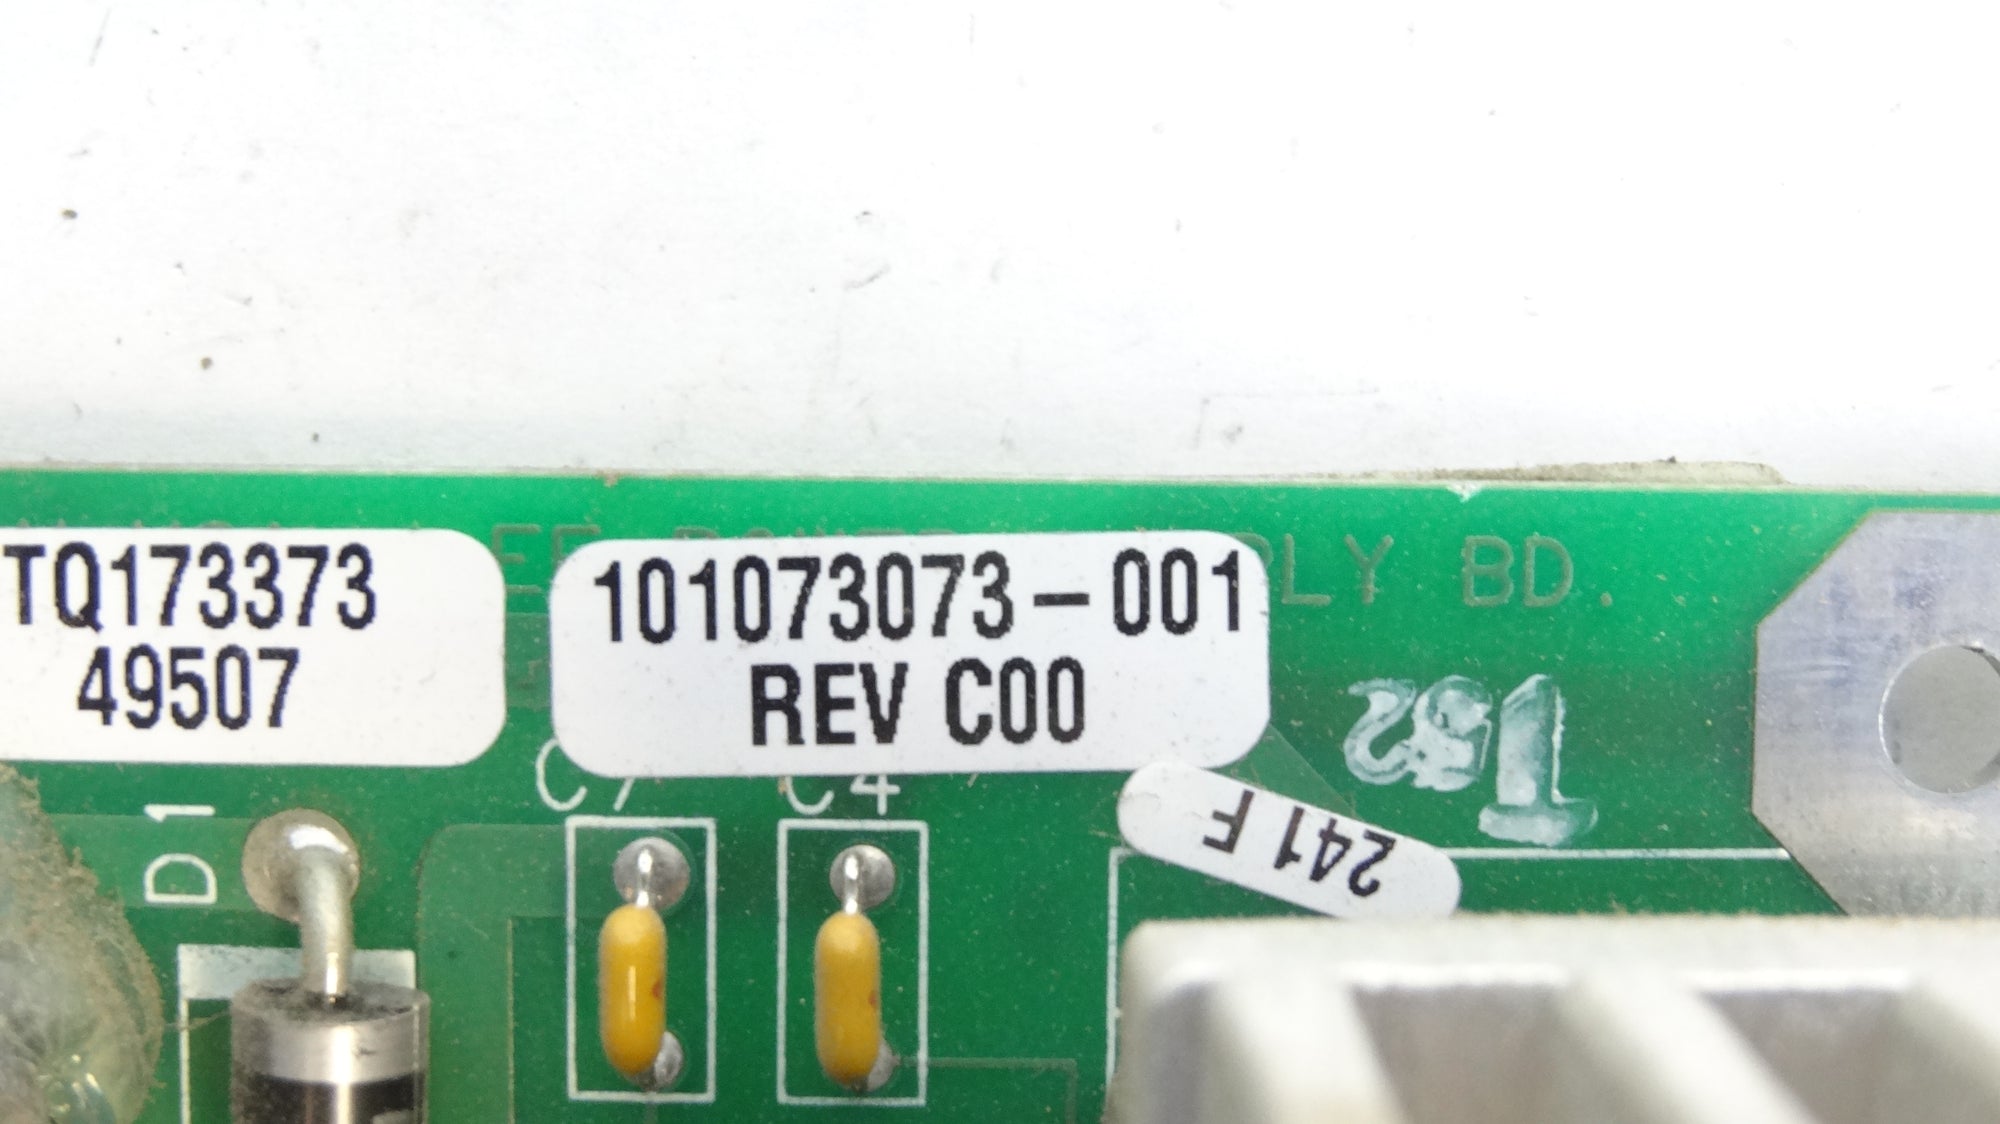 BD.
TQ173373
49507
101073073-001
REV C00
C7
C4
D1
241 F